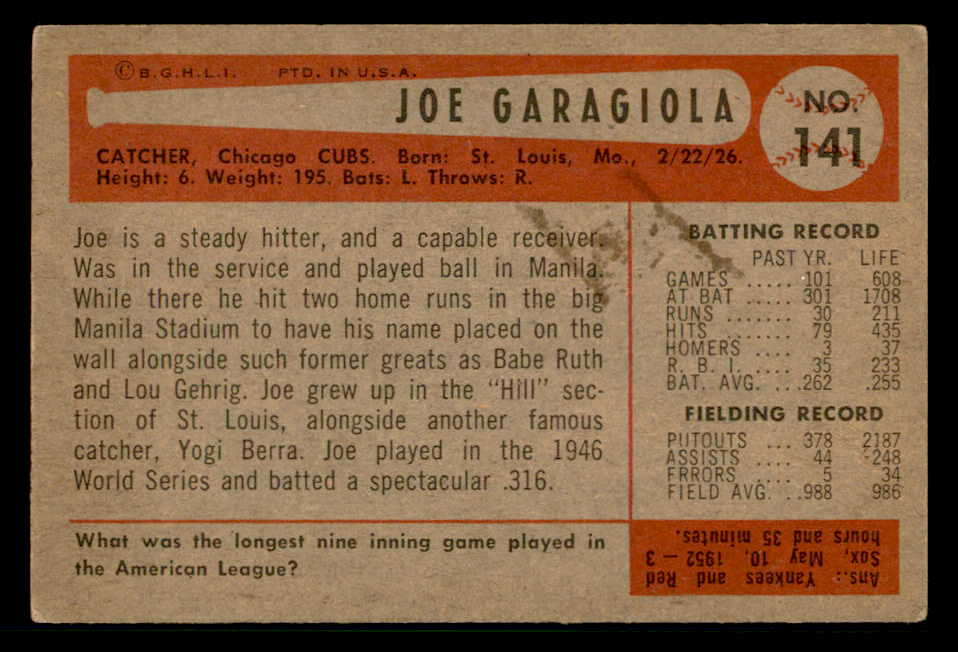 © B.G.H.L.I. PTD. IN U.S.A.
JOE GARAGIOLA
NO.
141
CATCHER, Chicago CUBS. Born: St. Louis, Mo., 2/22/26.
Height: 6. Weight: 195. Bats: L. Throws: R.
Joe is a steady hitter, and a capable receiver.
Was in the service and played ball in Manila.
While there he hit two home runs in the big
Manila Stadium to have his name placed on the
wall alongside such former greats as Babe Ruth
and Lou Gehrig. Joe grew up in the "Hill" sec-
tion of St. Louis, alongside another famous
catcher, Yogi Berra. Joe played in the 1946
World Series and batted a spectacular .316.
What was the longest nine inning game played in
the American League?
BATTING RECORD
PAST YR. LIFE
GAMES ..... 101 608
AT BAT ..... 301 1708
RUNS ....... 30 211
HITS ....... 79 435
HOMERS .... 3 37
R. B. I. .... 35 233
BAT. AVG. ...262 .255
FIELDING RECORD
PUTOUTS ... 378 2187
ASSISTS .... 44 248
ERRORS .... 5 34
FIELD AVG. ..988 986
Ans.: Yankees and Red
Sox, May 10, 1952 — 3
hours and 35 minutes.